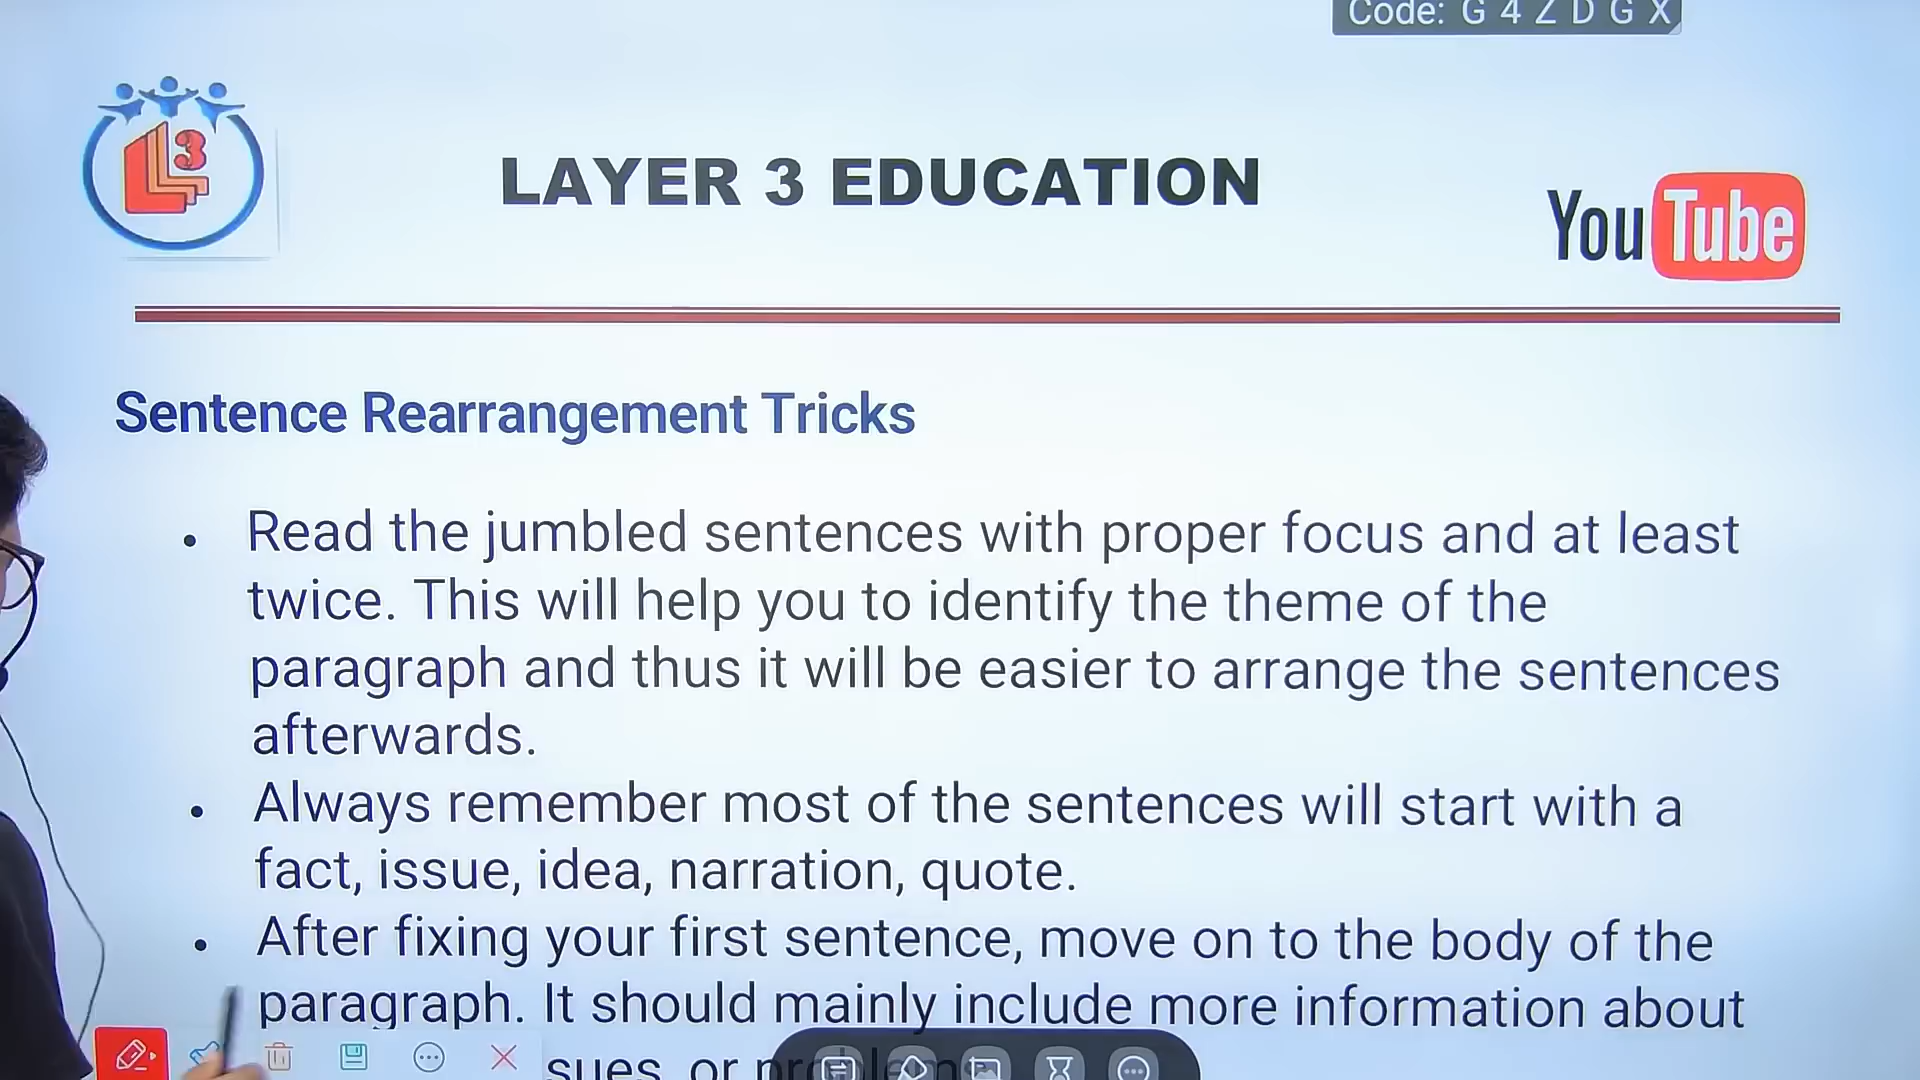 Code: G 4 Z D G X
L3
LAYER 3 EDUCATION
YouTube
Sentence Rearrangement Tricks
• Read the jumbled sentences with proper focus and at least
twice. This will help you to identify the theme of the
paragraph and thus it will be easier to arrange the sentences
afterwards.
• Always remember most of the sentences will start with a
fact, issue, idea, narration, quote.
• After fixing your first sentence, move on to the body of the
paragraph. It should mainly include more information about
or